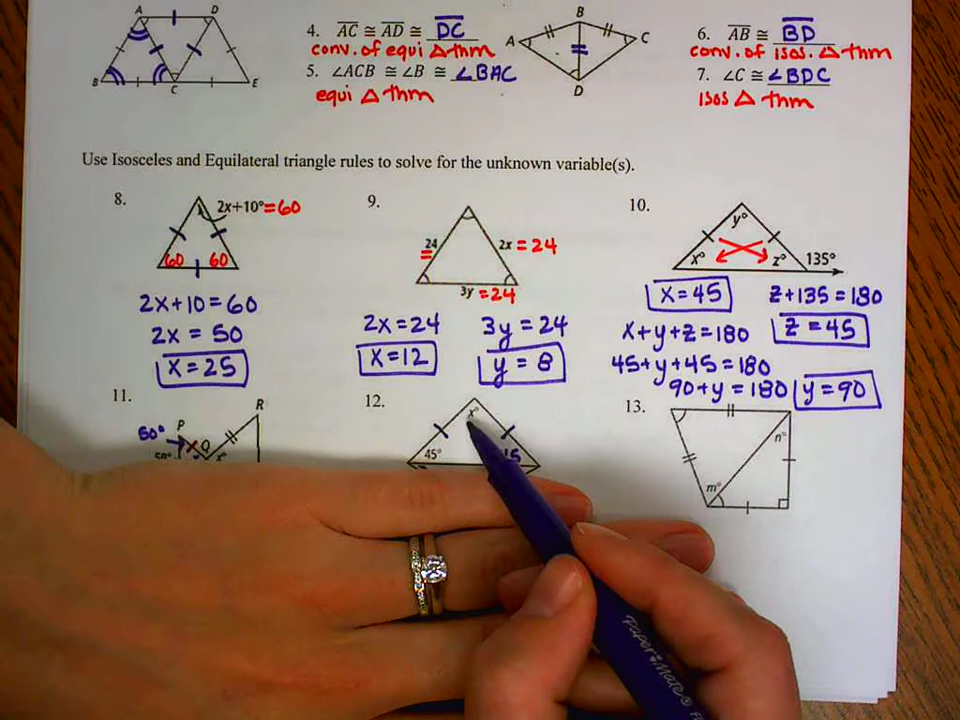 A D
B C E
4. AC ≅ AD ≅ DC
conv. of equi △ thm
5. ∠ACB ≅ ∠B ≅ ∠BAC
equi △ thm
B
A C
D
6. AB ≅ BD
conv. of isos. △ thm
7. ∠C ≅ ∠BDC
isos △ thm
Use Isosceles and Equilateral triangle rules to solve for the unknown variable(s).
8.
2x+10° = 60
60 60
2x+10 = 60
2x = 50
x = 25
9.
24 =
2x = 24
3y = 24
2x = 24
x = 12
3y = 24
y = 8
10.
y°
x° z° 135°
x = 45
z + 135 = 180
z = 45
x + y + z = 180
45 + y + 45 = 180
90 + y = 180
y = 90
11.
R
P
50°
Q
x°
12.
x°
45° 45
13.
n°
m°
Paper Mate